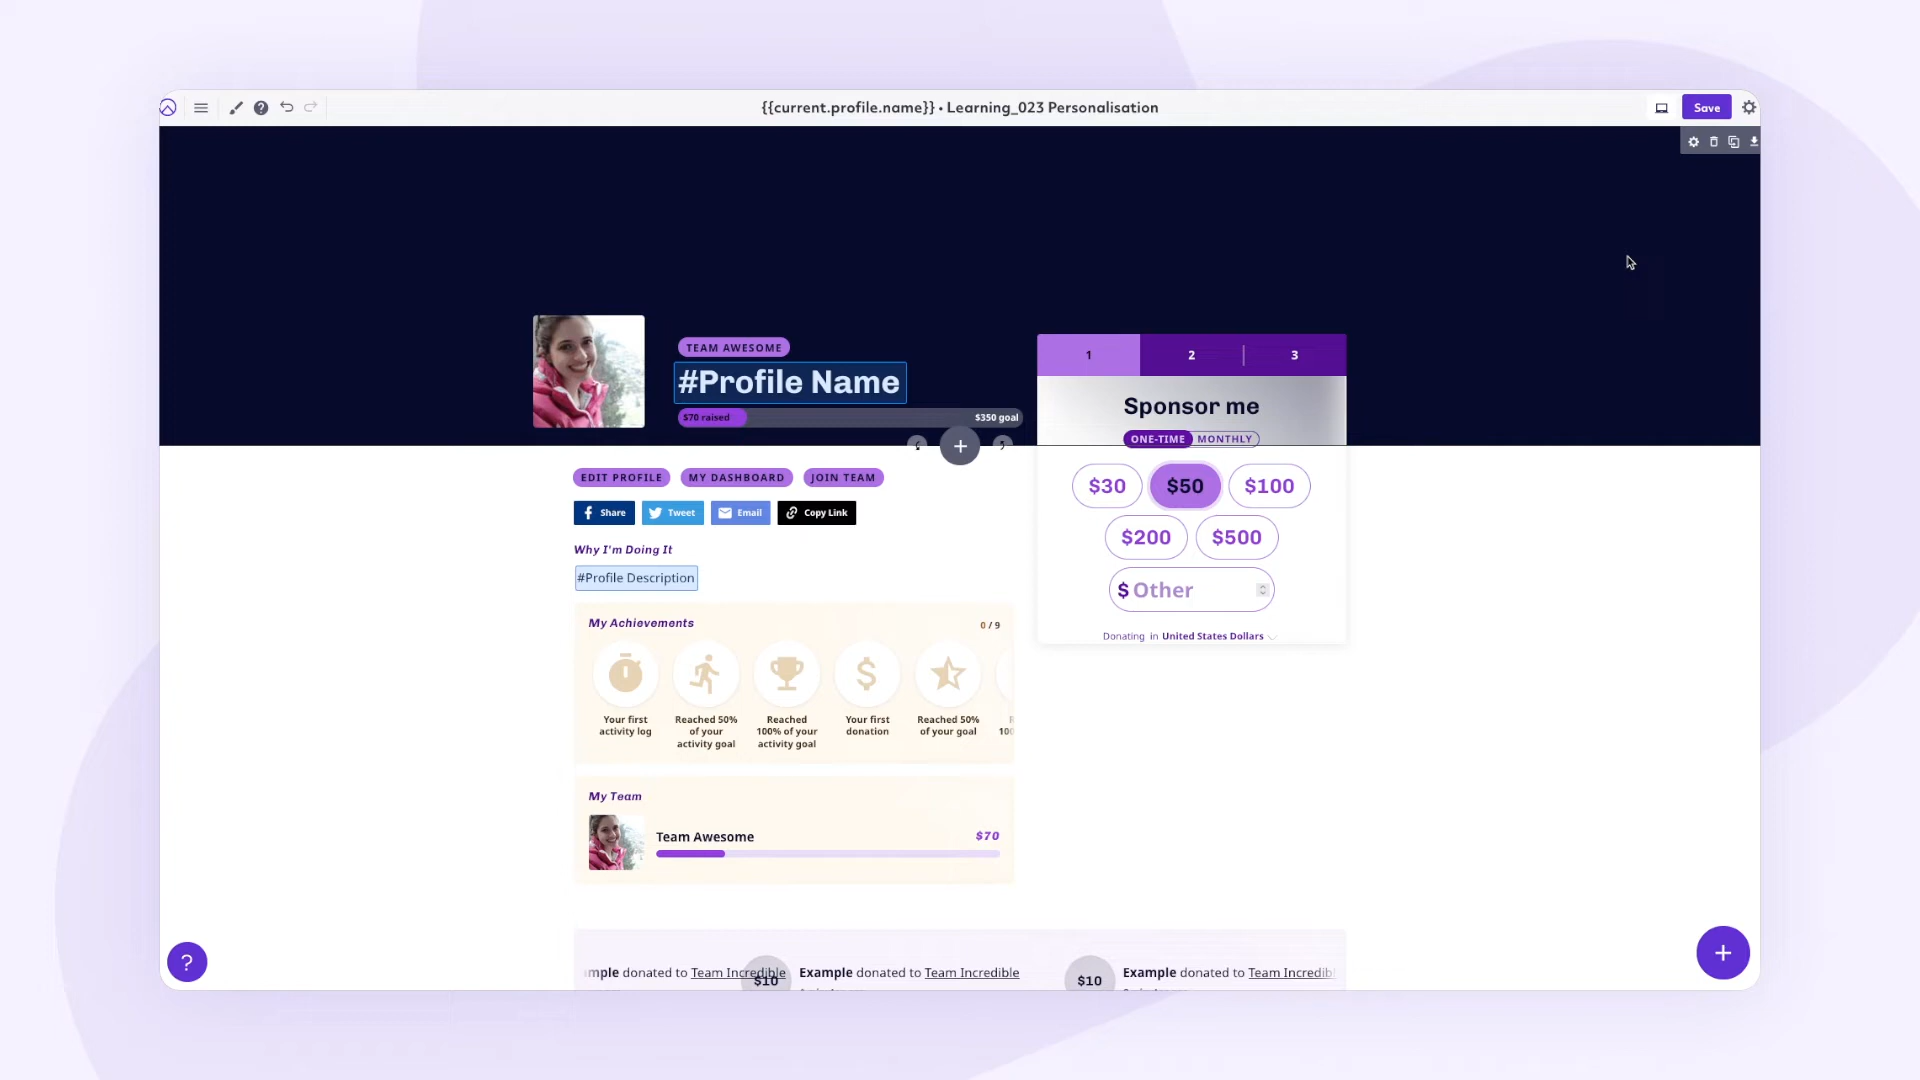 {{current.profile.name}} • Learning_023 Personalisation
Save
TEAM AWESOME
#Profile Name
$70 raised
$350 goal
1
2
3
Sponsor me
ONE-TIME
MONTHLY
EDIT PROFILE
MY DASHBOARD
JOIN TEAM
$30
$50
$100
Share
Tweet
Email
Copy Link
$200
$500
Why I'm Doing It
#Profile Description
$ Other
My Achievements
0 / 9
Donating in United States Dollars
Your first
activity log
Reached 50%
of your
activity goal
Reached
100% of your
activity goal
Your first
donation
Reached 50%
of your goal
R
100
My Team
Team Awesome
$70
mple donated to Team Incredible
$10
Example donated to Team Incredible
$10
Example donated to Team Incredib
?